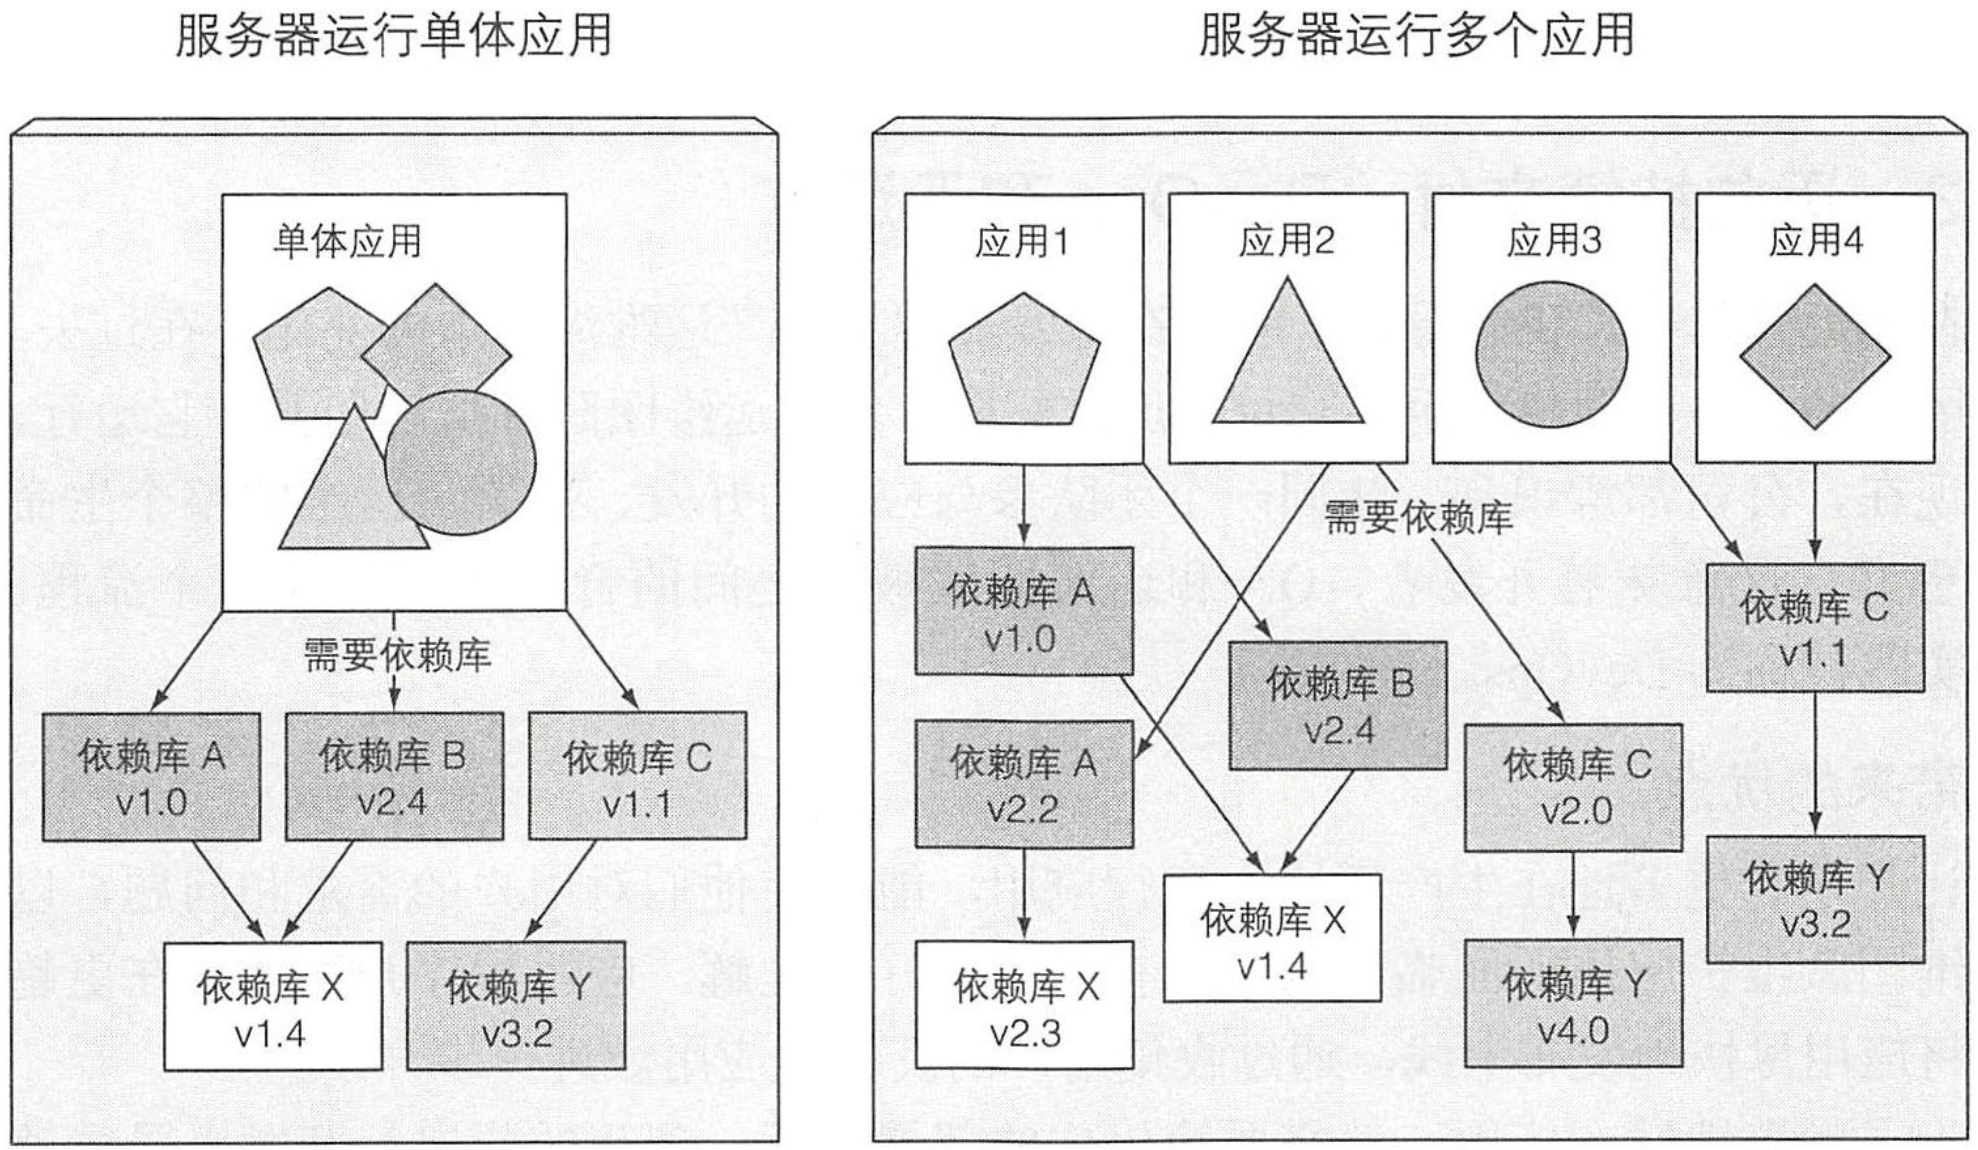 服务器运行单体应用
服务器运行多个应用
单体应用
需要依赖库
依赖库 A
v1.0
依赖库 B
v2.4
依赖库 C
v1.1
依赖库 X
v1.4
依赖库 Y
v3.2
应用1
应用2
应用3
应用4
需要依赖库
依赖库 A
v1.0
依赖库 B
v2.4
依赖库 C
v1.1
依赖库 A
v2.2
依赖库 C
v2.0
依赖库 X
v1.4
依赖库 Y
v3.2
依赖库 X
v2.3
依赖库 Y
v4.0